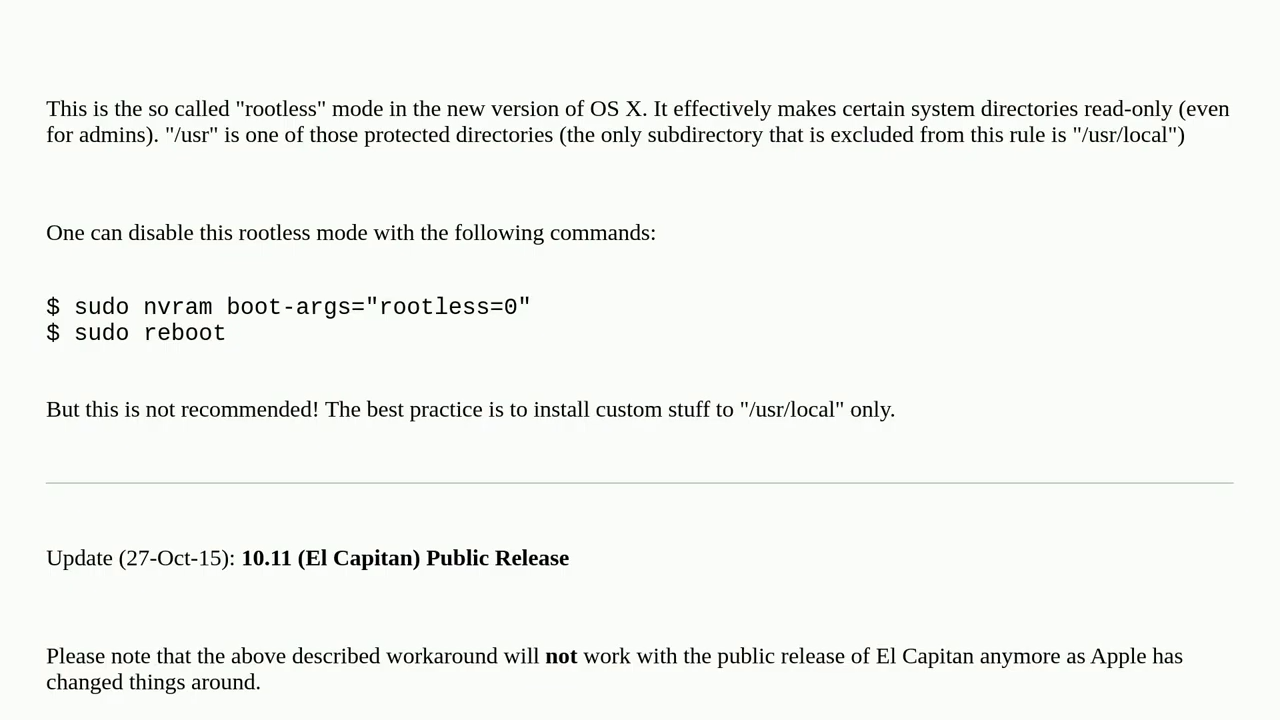 This is the so called "rootless" mode in the new version of OS X. It effectively makes certain system directories read-only (even
for admins). "/usr" is one of those protected directories (the only subdirectory that is excluded from this rule is "/usr/local")
One can disable this rootless mode with the following commands:
$ sudo nvram boot-args="rootless=0"
$ sudo reboot
But this is not recommended! The best practice is to install custom stuff to "/usr/local" only.
Update (27-Oct-15): 10.11 (El Capitan) Public Release
Please note that the above described workaround will not work with the public release of El Capitan anymore as Apple has
changed things around.